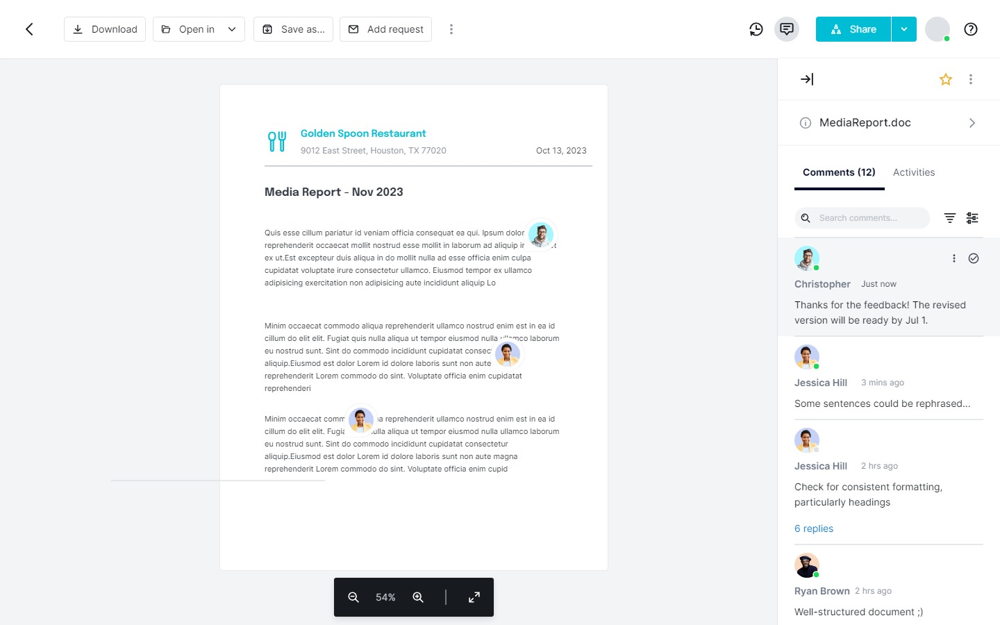 Download
Open in
Save as...
Add request
Share
Golden Spoon Restaurant
9012 East Street, Houston, TX 77020
Oct 13, 2023
Media Report - Nov 2023
Quis esse cillum pariatur id veniam officia consequat ea qui. Ipsum dolor
reprehenderit occaecat mollit nostrud esse mollit in laborum ad aliquip
ex ut.Est excepteur duis aliqua in do mollit nulla ad esse officia enim culpa
cupidatat voluptate irure consectetur ullamco. Eiusmod tempor ex ullamco
adipisicing exercitation non adipisicing aute incididunt aliquip Lo
Minim occaecat commodo aliqua reprehenderit ullamco nostrud enim est in ea id
cillum do elit elit. Fugiat quis nulla aliqua ut tempor eiusmod nulla ullamco laborum
eu nostrud sunt. Sint do commodo incididunt cupidatat consec
aliquip.Eiusmod est dolor Lorem id dolore laboris sunt non aute
reprehenderit Lorem commodo do sint. Voluptate officia enim cupidatat
reprehenderi
Minim occaecat comm a reprehenderit ullamco nostrud enim est in ea id
cillum do elit elit. Fugia nulla aliqua ut tempor eiusmod nulla ullamco laborum
eu nostrud sunt. Sint do commodo incididunt cupidatat consectetur
aliquip.Eiusmod est dolor Lorem id dolore laboris sunt non aute magna
reprehenderit Lorem commodo do sint. Voluptate officia enim cupid
54%
MediaReport.doc
Comments (12)
Activities
Search comments...
Christopher Just now
Thanks for the feedback! The revised
version will be ready by Jul 1.
Jessica Hill 3 mins ago
Some sentences could be rephrased...
Jessica Hill 2 hrs ago
Check for consistent formatting,
particularly headings
6 replies
Ryan Brown 2 hrs ago
Well-structured document ;)